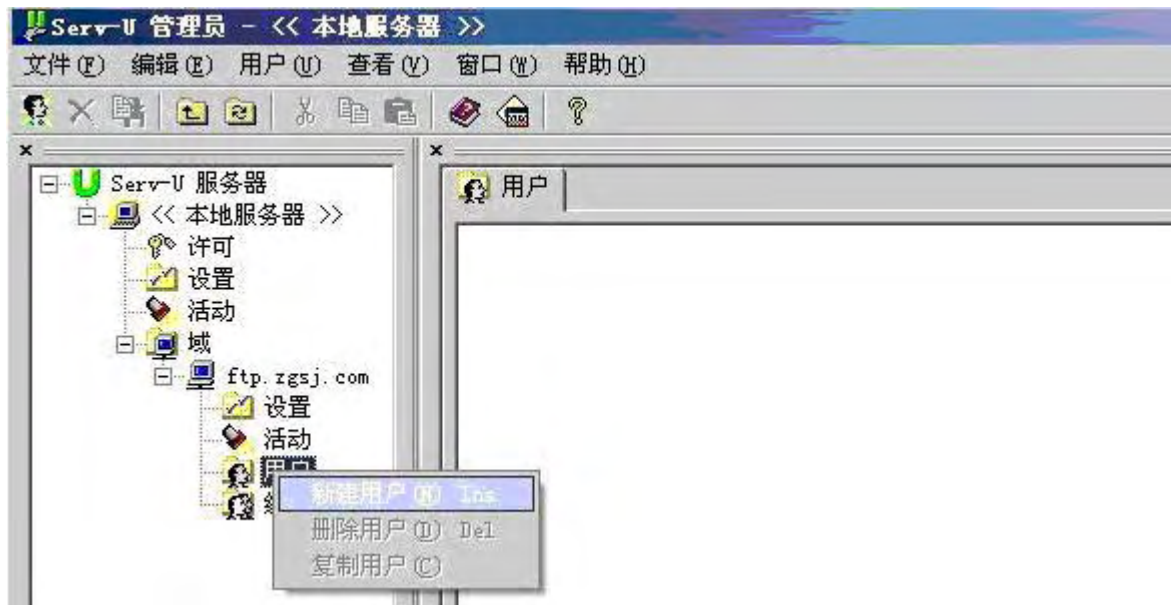 Serv-U 管理员 - << 本地服务器 >>
文件(F) 编辑(E) 用户(U) 查看(V) 窗口(W) 帮助(H)
Serv-U 服务器
用户
<< 本地服务器 >>
许可
设置
活动
域
ftp.zgsj.com
设置
活动
用户
新建用户(N) Ins
删除用户(D) Del
复制用户(C)